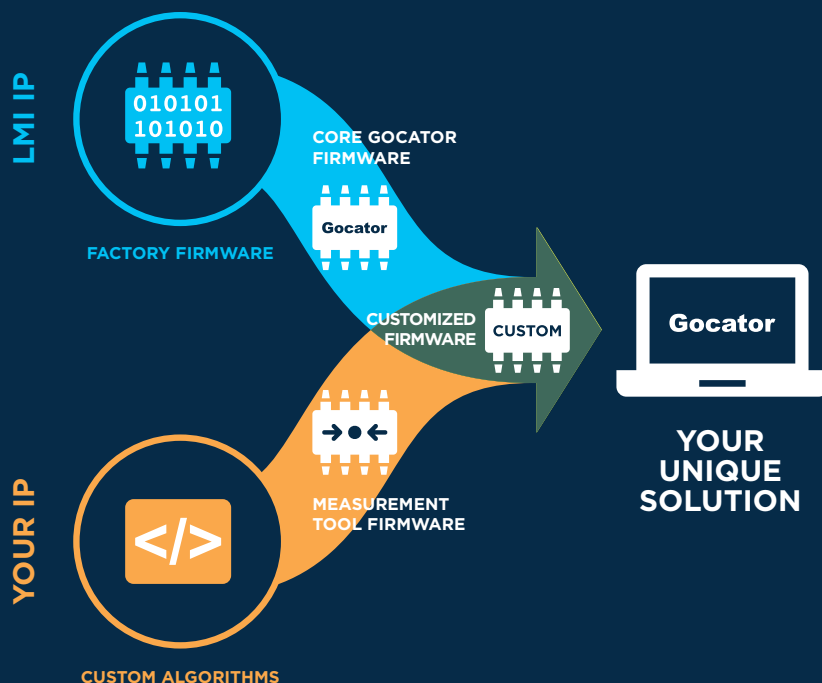 LMI IP
010101
101010
FACTORY FIRMWARE
CORE GOCATOR
FIRMWARE
Gocator
CUSTOMIZED
FIRMWARE
CUSTOM
Gocator
YOUR
UNIQUE
SOLUTION
YOUR IP
</>
MEASUREMENT
TOOL FIRMWARE
CUSTOM ALGORITHMS